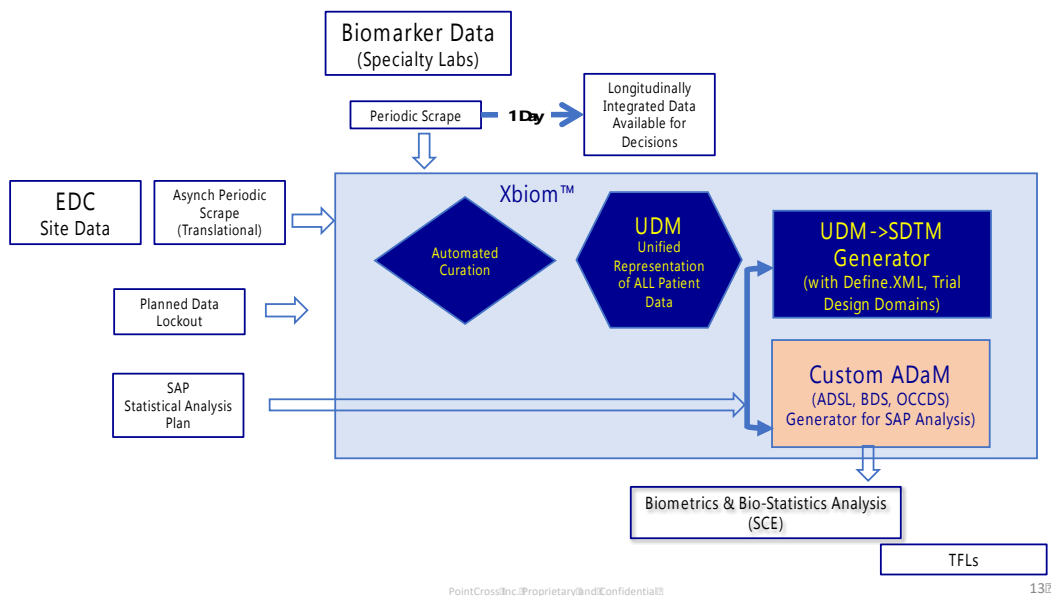 Biomarker Data
(Specialty Labs)
Periodic Scrape
1 Day
Longitudinally
Integrated Data
Available for
Decisions
EDC
Site Data
Asynch Periodic
Scrape
(Translational)
Xbiom™
Automated
Curation
UDM
Unified
Representation
of ALL Patient
Data
UDM->SDTM
Generator
(with Define.XML, Trial
Design Domains)
Planned Data
Lockout
SAP
Statistical Analysis
Plan
Custom ADaM
(ADSL, BDS, OCCDS)
Generator for SAP Analysis)
Biometrics & Bio-Statistics Analysis
(SCE)
TFLs
PointCross Inc. Proprietary and Confidential
13